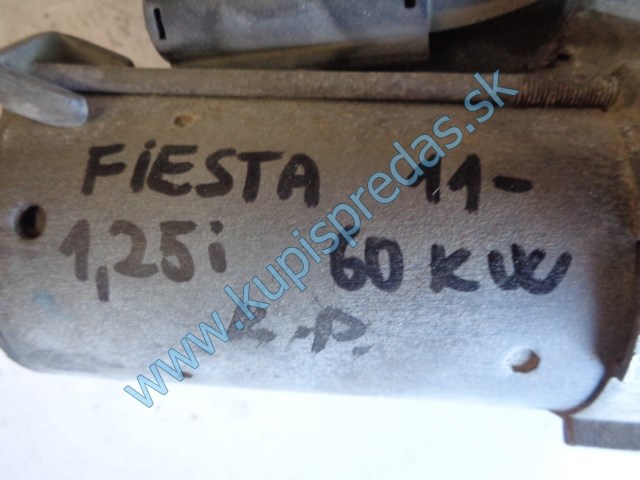 FiESTA 11-
1,25i 60 KW
www.kupispredas.sk